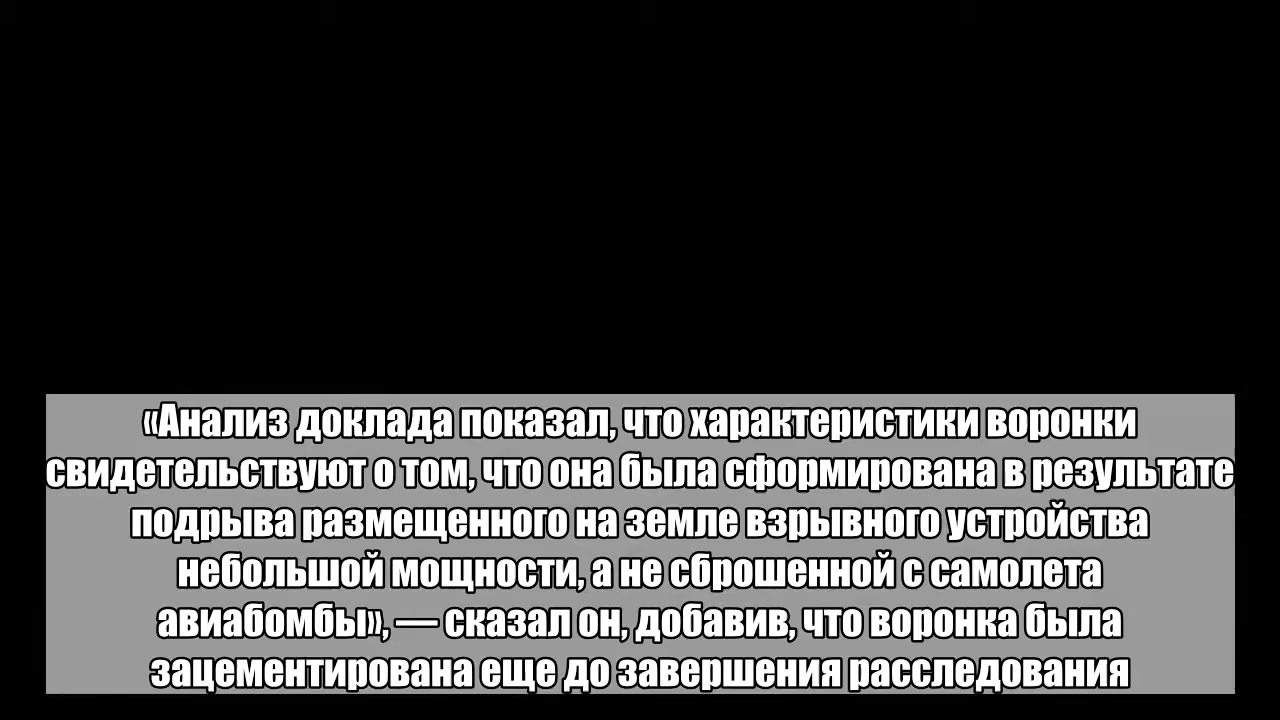 «Анализ доклада показал, что характеристики воронки
свидетельствуют о том, что она была сформирована в результате
подрыва размещенного на земле взрывного устройства
небольшой мощности, а не сброшенной с самолета
авиабомбы», — сказал он, добавив, что воронка была
зацементирована еще до завершения расследования